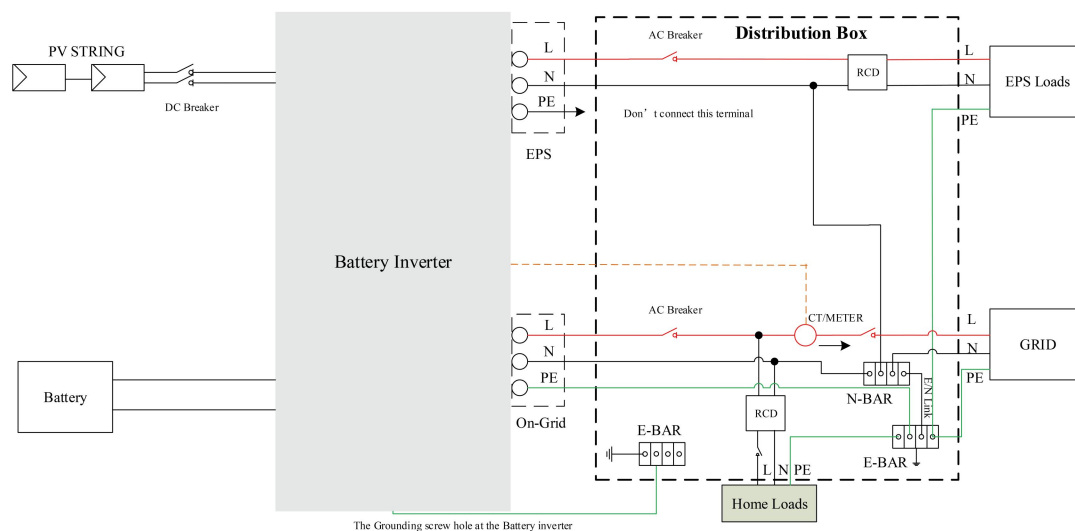 PV STRING
DC Breaker
Battery Inverter
Battery
L
N
PE
EPS
AC Breaker
Distribution Box
RCD
Don’t connect this terminal
L
N
PE
EPS Loads
L
N
PE
On-Grid
AC Breaker
CT/METER
L
N
PE
GRID
N-BAR
E/N Link
RCD
E-BAR
E-BAR
L N PE
Home Loads
The Grounding screw hole at the Battery inverter